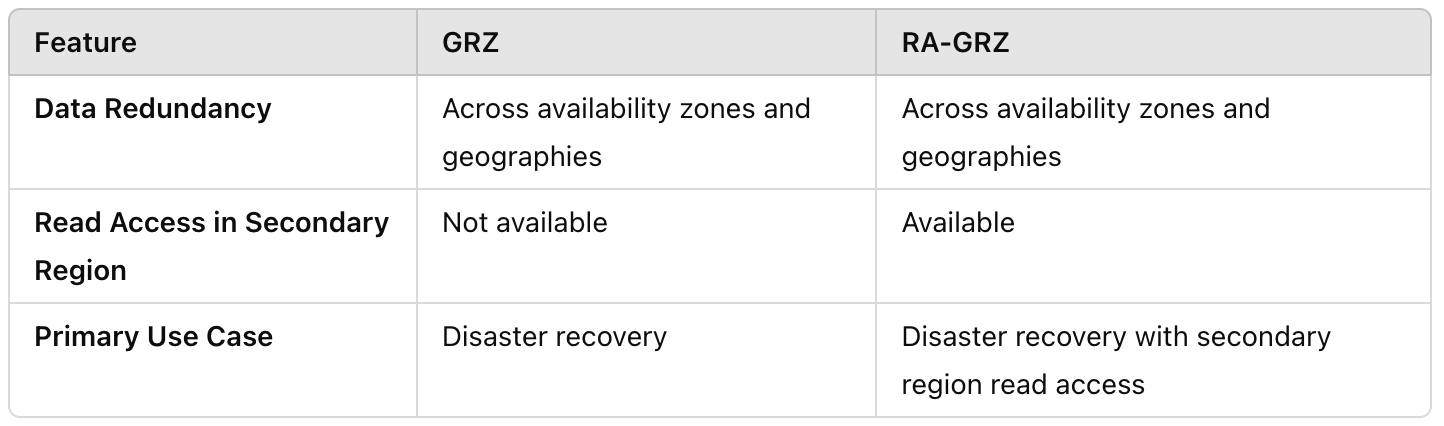 Feature GRZ RA-GRZ
Data Redundancy Across availability zones and Across availability zones and
geographies geographies
Read Access in Secondary Not available Available
Region
Primary Use Case Disaster recovery Disaster recovery with secondary
region read access